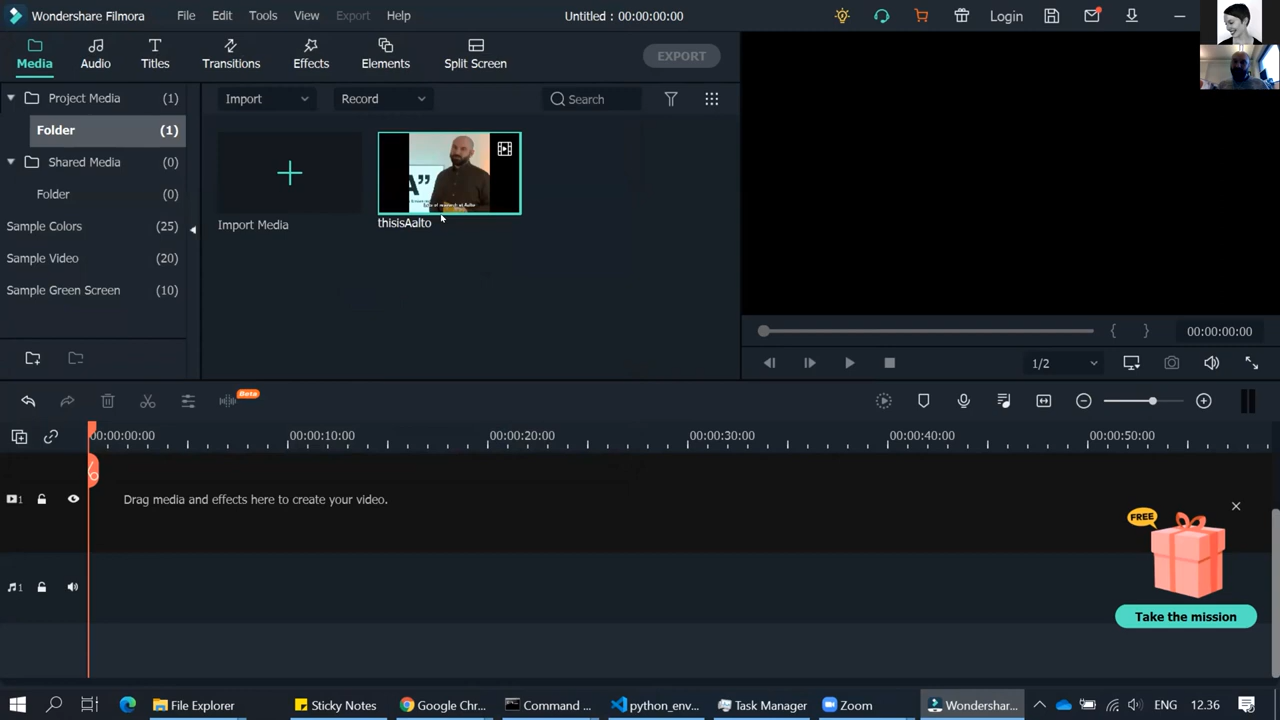 Wondershare Filmora
File
Edit
Tools
View
Export
Help
Untitled : 00:00:00:00
Login
Media
Audio
Titles
Transitions
Effects
Elements
Split Screen
EXPORT
Project Media (1)
Folder (1)
Shared Media (0)
Folder (0)
Sample Colors (25)
Sample Video (20)
Sample Green Screen (10)
Import
Record
Search
Import Media
A”
thisisAalto
00:00:00:00
1/2
Beta
00:00:00:00
00:00:10:00
00:00:20:00
00:00:30:00
00:00:40:00
00:00:50:00
1
Drag media and effects here to create your video.
1
FREE
Take the mission
File Explorer
Sticky Notes
Google Chr...
Command ...
python_env...
Task Manager
Zoom
Wondershar...
ENG
12.36